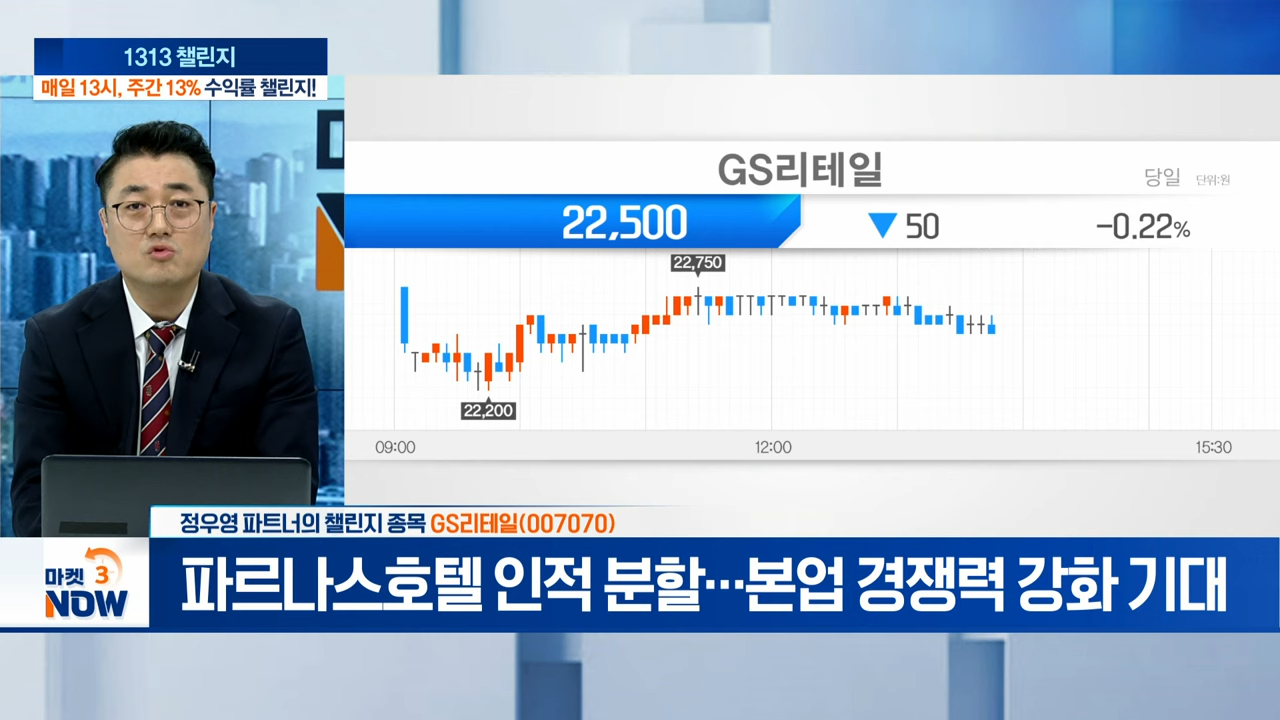 1313 챌린지
매일 13시, 주간 13% 수익률 챌린지!
GS리테일
당일 단위:원
22,500 ▼ 50 -0.22%
22,750
22,200
09:00 12:00 15:30
정우영 파트너의 챌린지 종목 GS리테일(007070)
마켓 3
NOW
파르나스호텔 인적 분할…본업 경쟁력 강화 기대